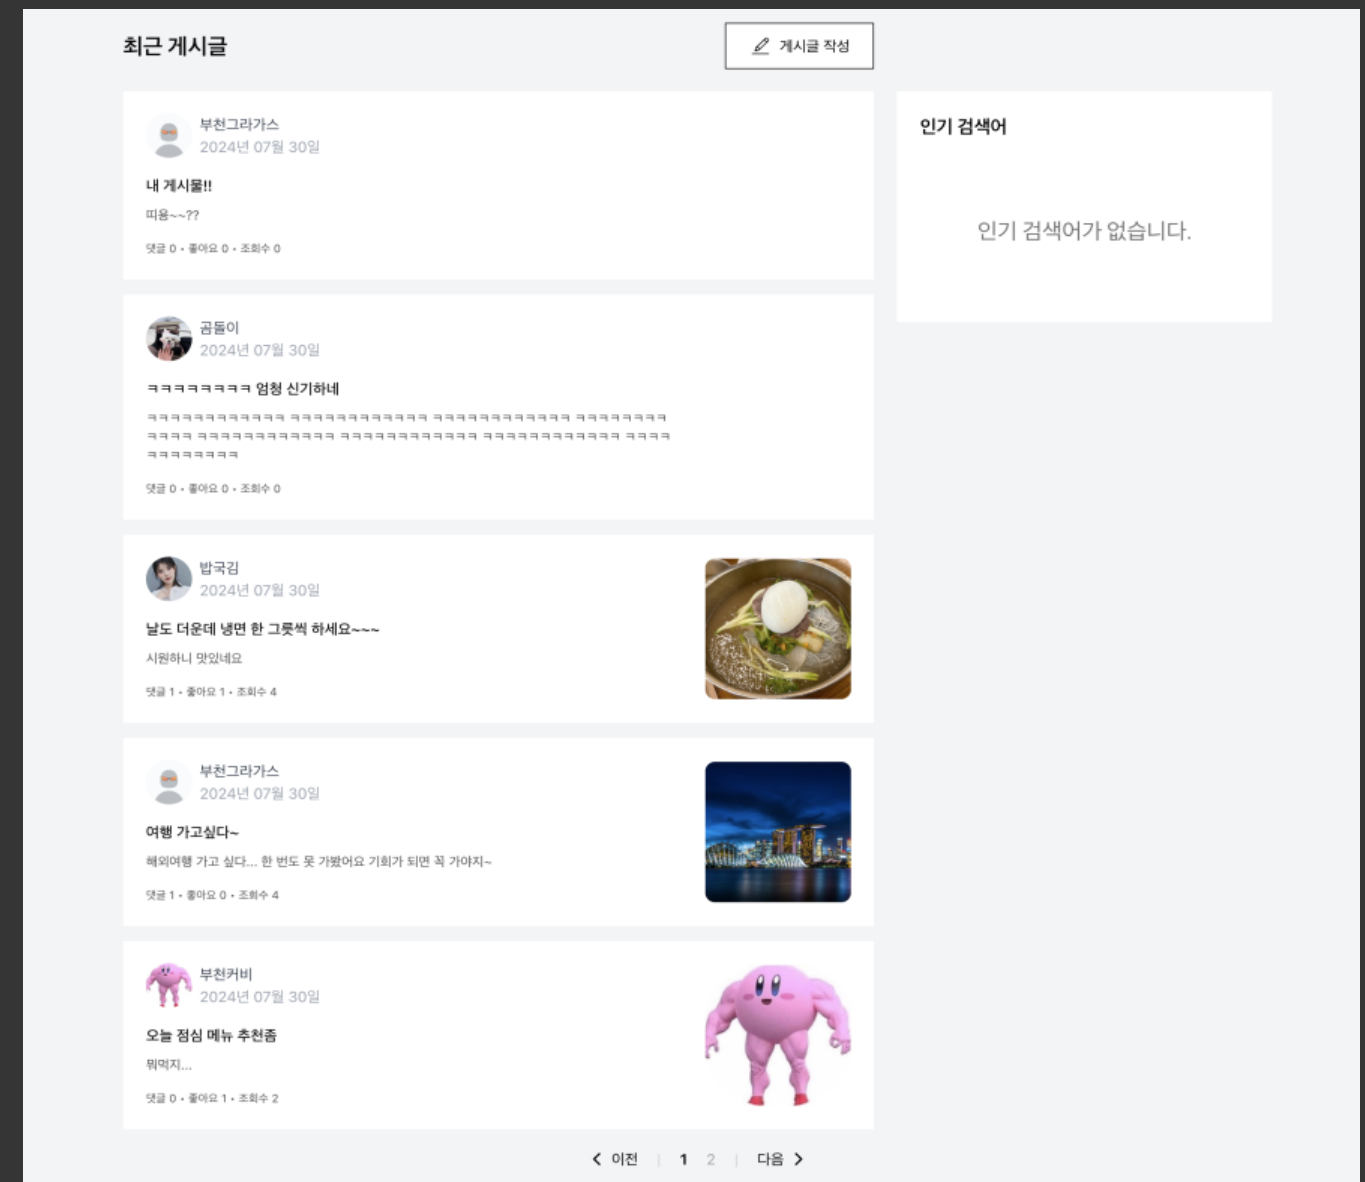 최근 게시글
게시글 작성
부천그라가스
2024년 07월 30일
내 게시물!!
띠용~~??
댓글 0 • 좋아요 0 • 조회수 0
곰돌이
2024년 07월 30일
ㅋㅋㅋㅋㅋㅋㅋㅋㅋ 엄청 신기하네
ㅋㅋㅋㅋㅋㅋㅋㅋㅋㅋㅋㅋ ㅋㅋㅋㅋㅋㅋㅋㅋㅋㅋㅋㅋ ㅋㅋㅋㅋㅋㅋㅋㅋㅋㅋㅋㅋ ㅋㅋㅋㅋㅋㅋㅋㅋ
ㅋㅋㅋㅋ ㅋㅋㅋㅋㅋㅋㅋㅋㅋㅋㅋㅋ ㅋㅋㅋㅋㅋㅋㅋㅋㅋㅋㅋㅋ ㅋㅋㅋㅋㅋㅋㅋㅋㅋㅋㅋㅋ ㅋㅋㅋㅋ
ㅋㅋㅋㅋㅋㅋㅋㅋ
댓글 0 • 좋아요 0 • 조회수 0
밥국김
2024년 07월 30일
날도 더운데 냉면 한 그릇씩 하세요~~~
시원하니 맛있네요
댓글 1 • 좋아요 1 • 조회수 4
부천그라가스
2024년 07월 30일
여행 가고싶다~
해외여행 가고 싶다... 한 번도 못 가봤어요 기회가 되면 꼭 가야지~
댓글 1 • 좋아요 0 • 조회수 4
부천커비
2024년 07월 30일
오늘 점심 메뉴 추천좀
뭐먹지...
댓글 0 • 좋아요 1 • 조회수 2
이전 | 1 2 | 다음
인기 검색어
인기 검색어가 없습니다.